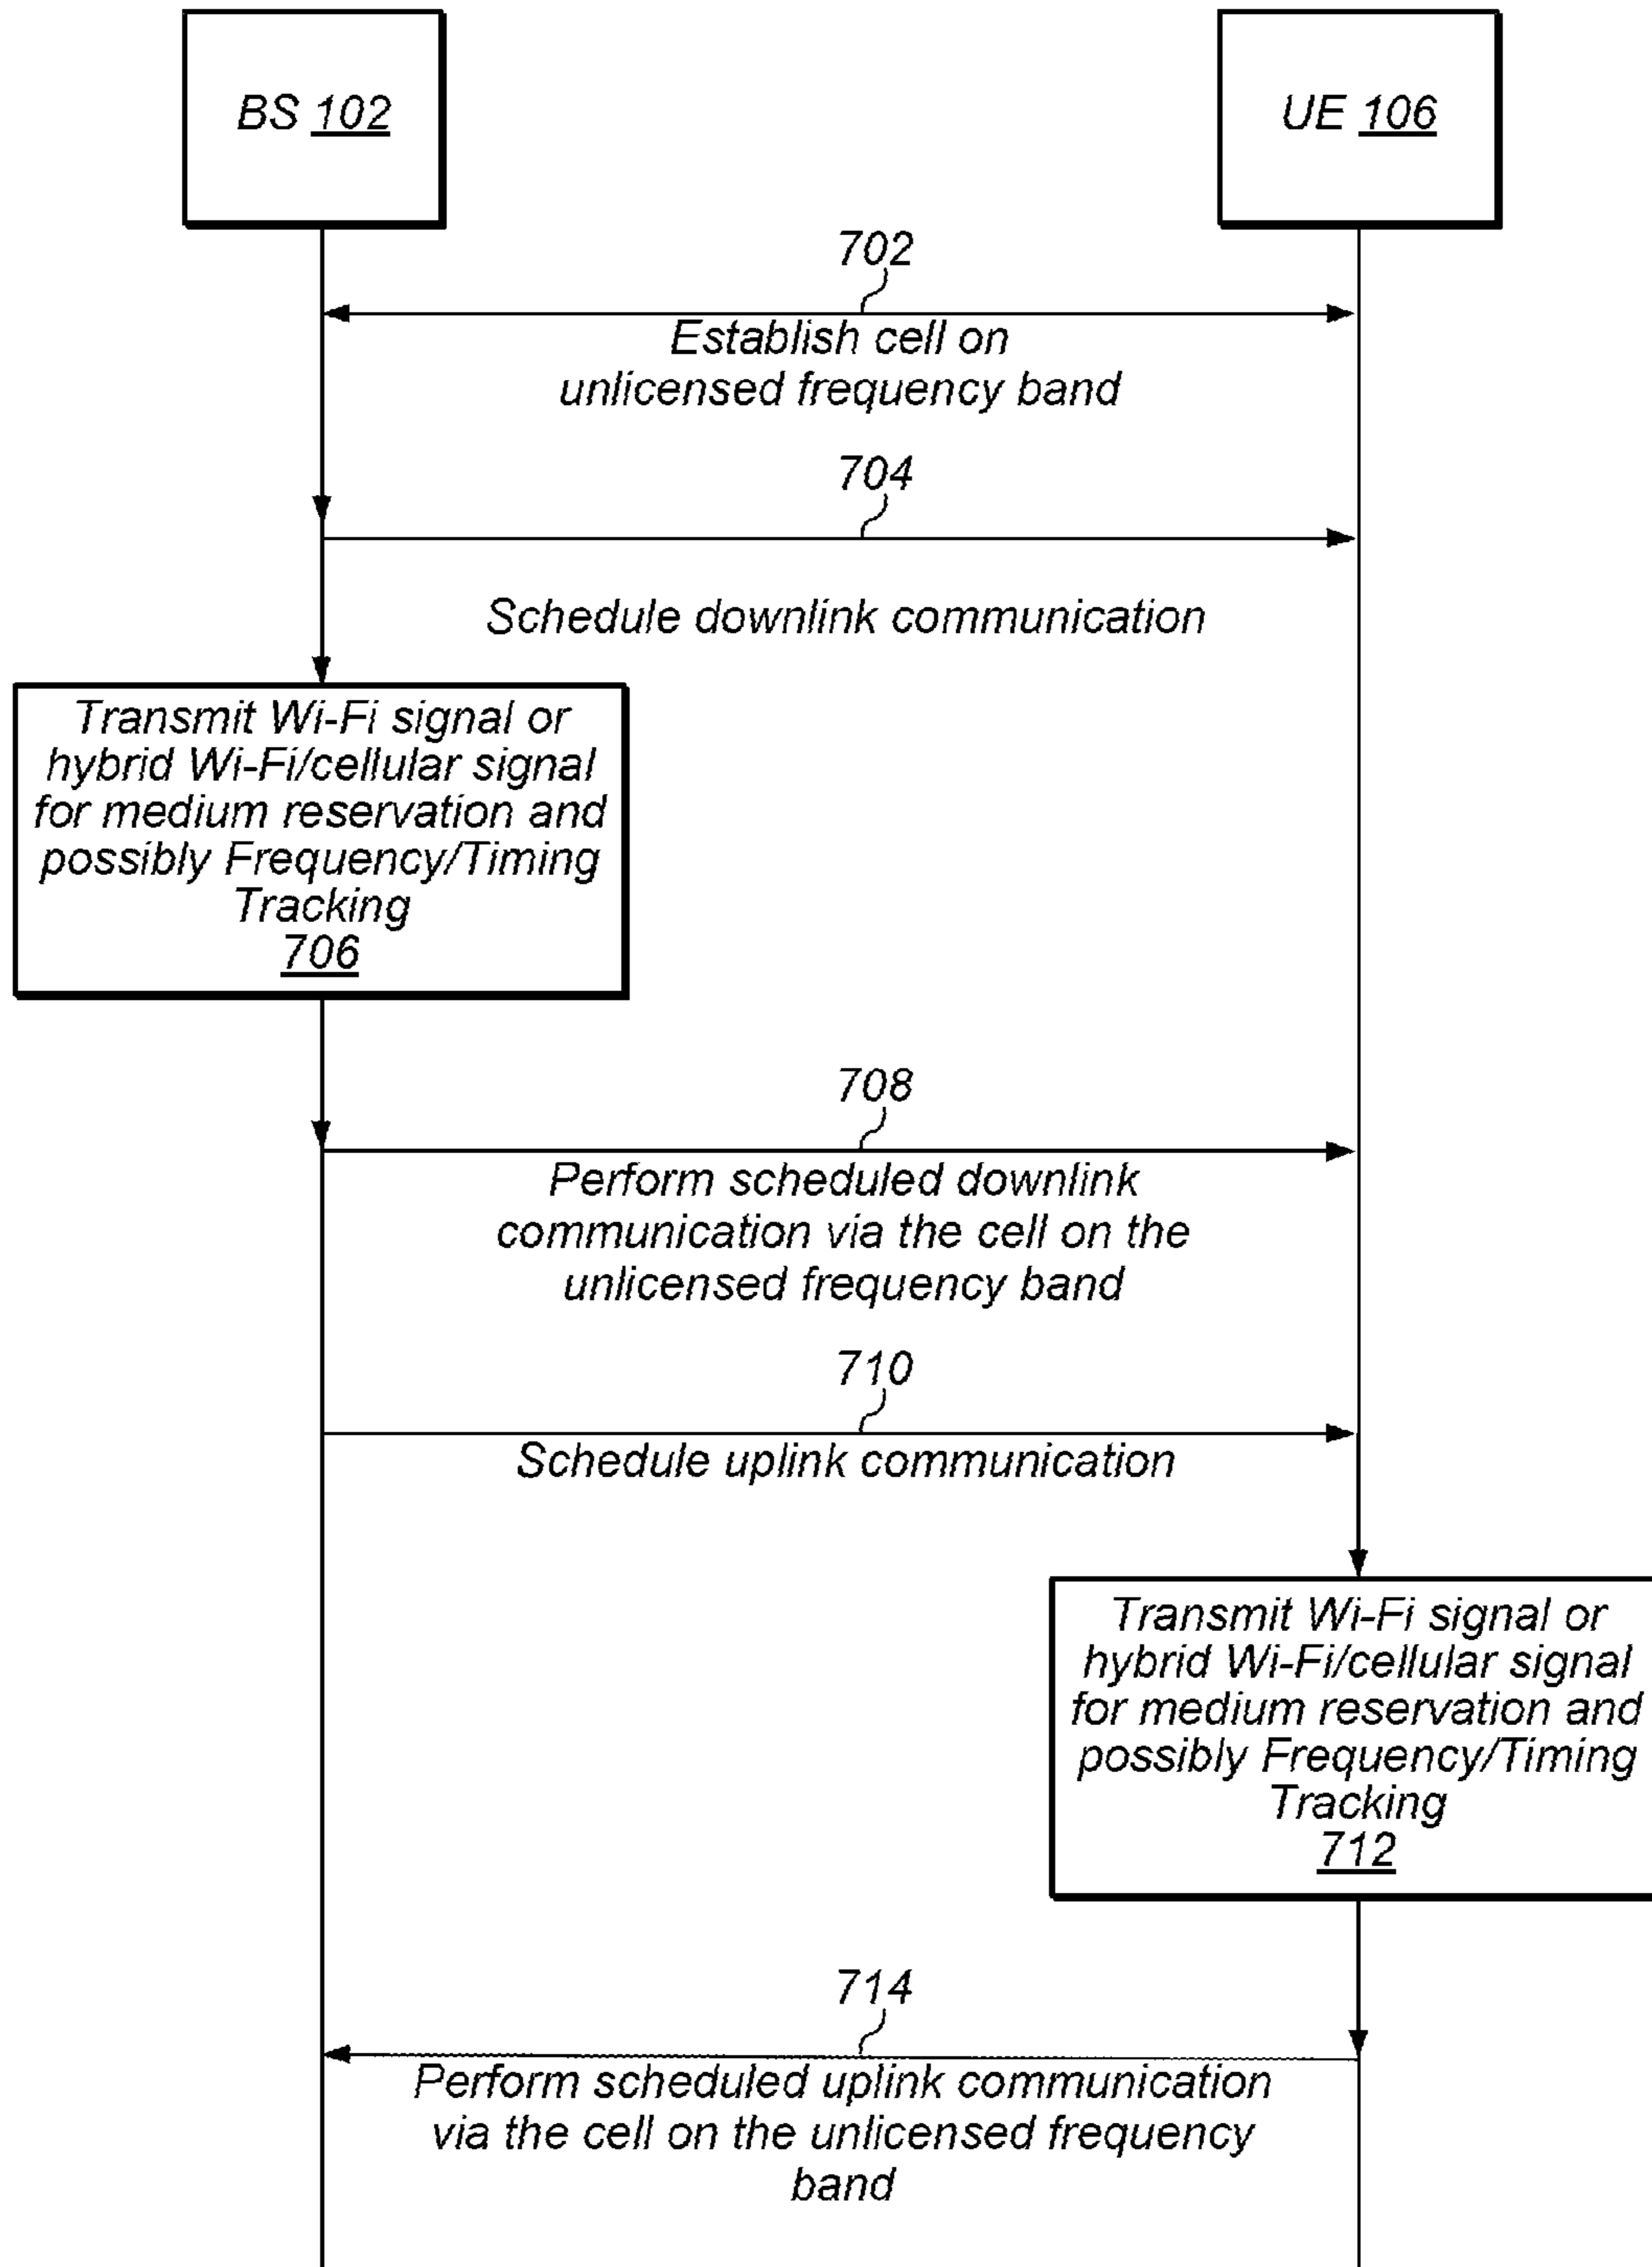 BS 102
UE 106
702
Establish cell on
unlicensed frequency band
704
Schedule downlink communication
Transmit Wi-Fi signal or
hybrid Wi-Fi/cellular signal
for medium reservation and
possibly Frequency/Timing
Tracking
706
708
Perform scheduled downlink
communication via the cell on the
unlicensed frequency band
710
Schedule uplink communication
Transmit Wi-Fi signal or
hybrid Wi-Fi/cellular signal
for medium reservation and
possibly Frequency/Timing
Tracking
712
714
Perform scheduled uplink communication
via the cell on the unlicensed frequency
band